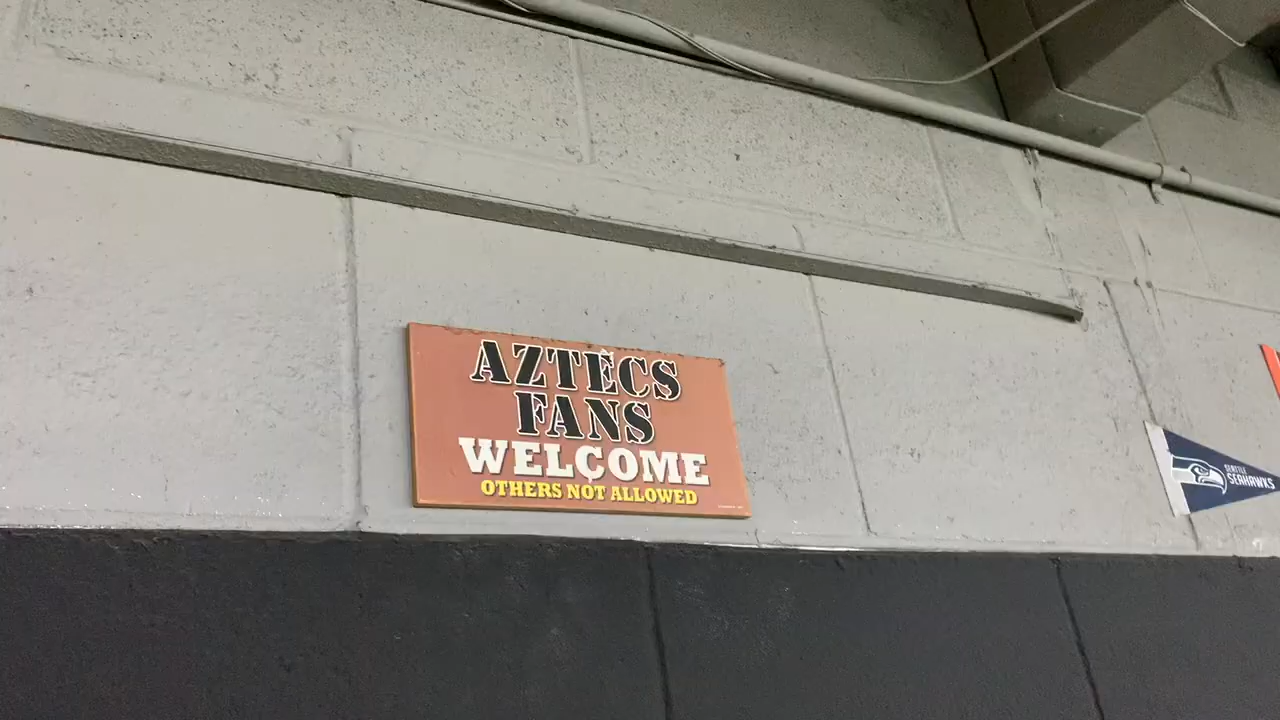 AZTECS
FANS
WELCOME
OTHERS NOT ALLOWED
SEATTLE
SEAHAWKS